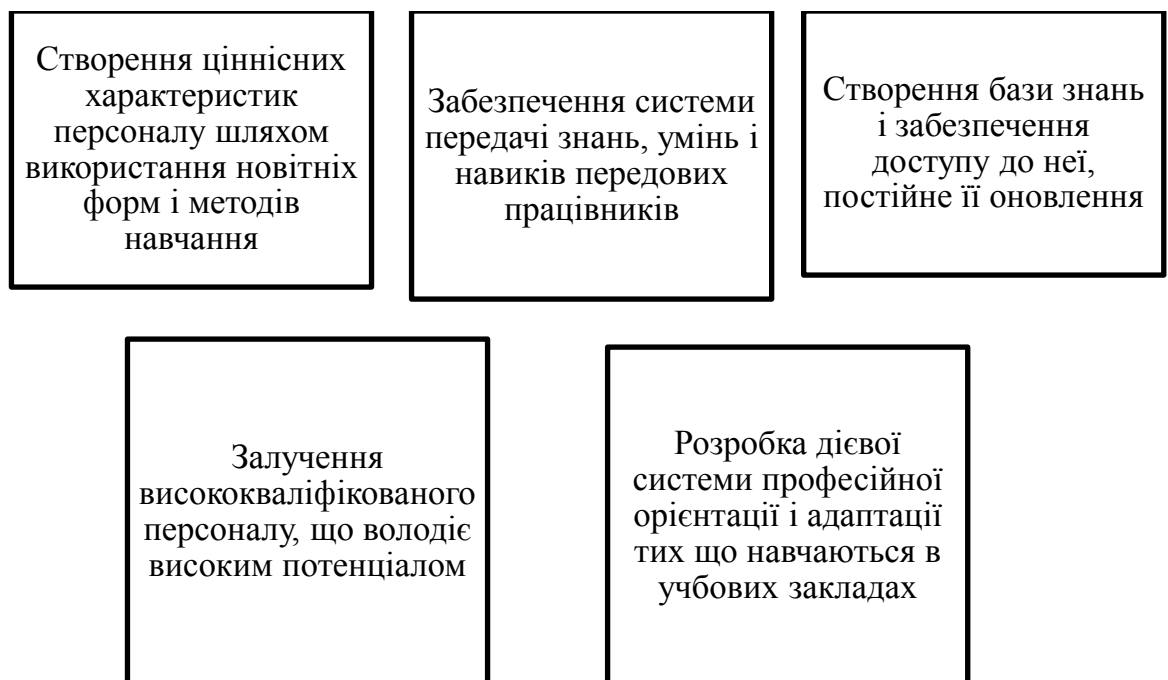 Створення ціннісних
характеристик
персоналу шляхом
використання новітніх
форм і методів
навчання
Забезпечення системи
передачі знань, умінь і
навиків передових
працівників
Створення бази знань
і забезпечення
доступу до неї,
постійне її оновлення
Залучення
висококваліфікованого
персоналу, що володіє
високим потенціалом
Розробка дієвої
системи професійної
орієнтації і адаптації
тих що навчаються в
учбових закладах